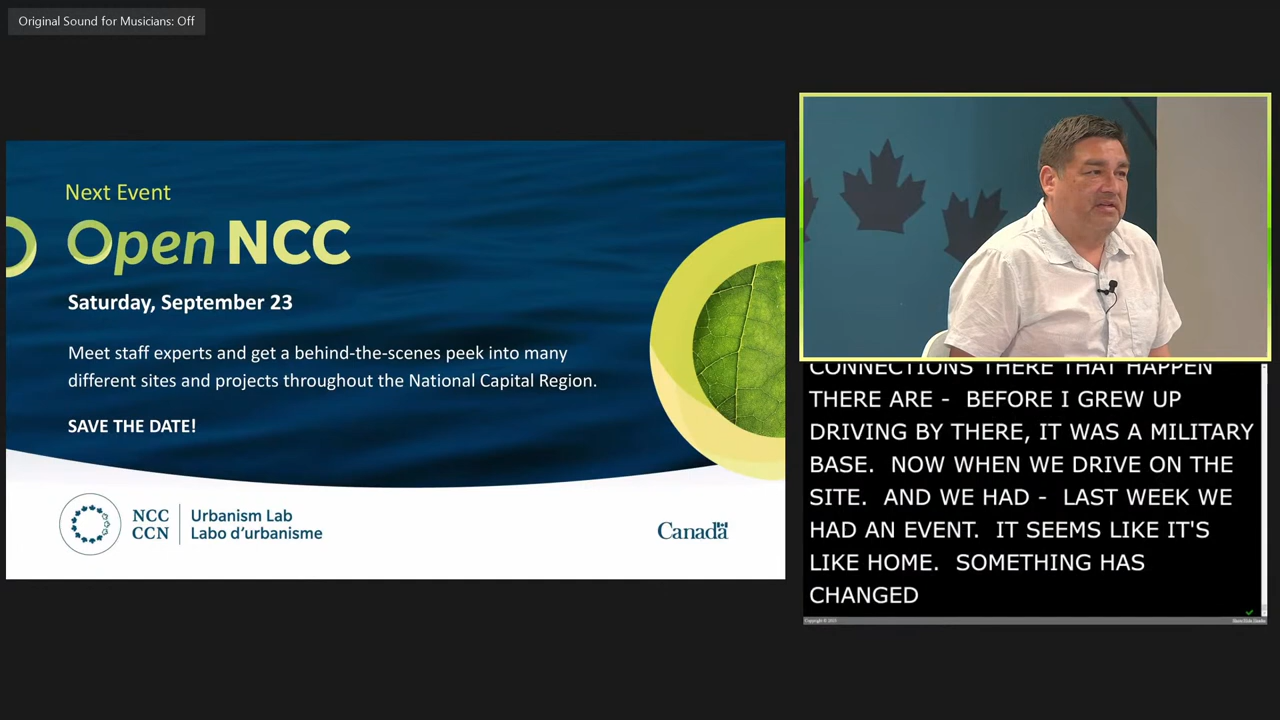 Original Sound for Musicians: Off
Next Event
Open NCC
Saturday, September 23
Meet staff experts and get a behind-the-scenes peek into many
different sites and projects throughout the National Capital Region.
SAVE THE DATE!
NCC
CCN
Urbanism Lab
Labo d'urbanisme
Canada
CONNECTIONS THERE THAT HAPPEN
THERE ARE - BEFORE I GREW UP
DRIVING BY THERE, IT WAS A MILITARY
BASE. NOW WHEN WE DRIVE ON THE
SITE. AND WE HAD - LAST WEEK WE
HAD AN EVENT. IT SEEMS LIKE IT'S
LIKE HOME. SOMETHING HAS
CHANGED